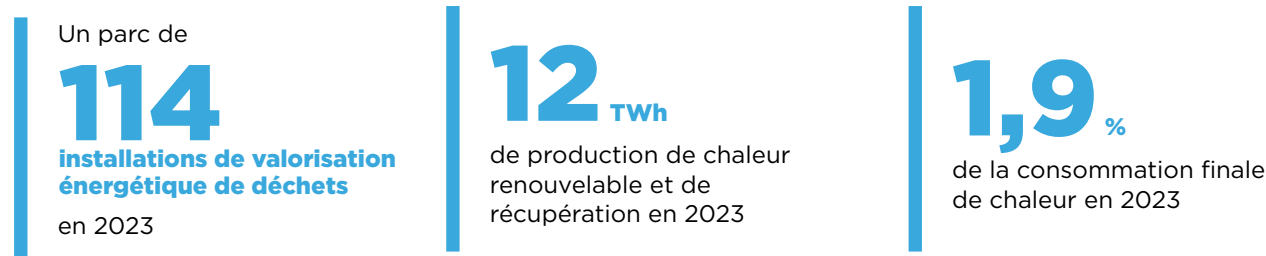 Un parc de
114
installations de valorisation
énergétique de déchets
en 2023
12 TWh
de production de chaleur
renouvelable et de
récupération en 2023
1,9 %
de la consommation finale
de chaleur en 2023